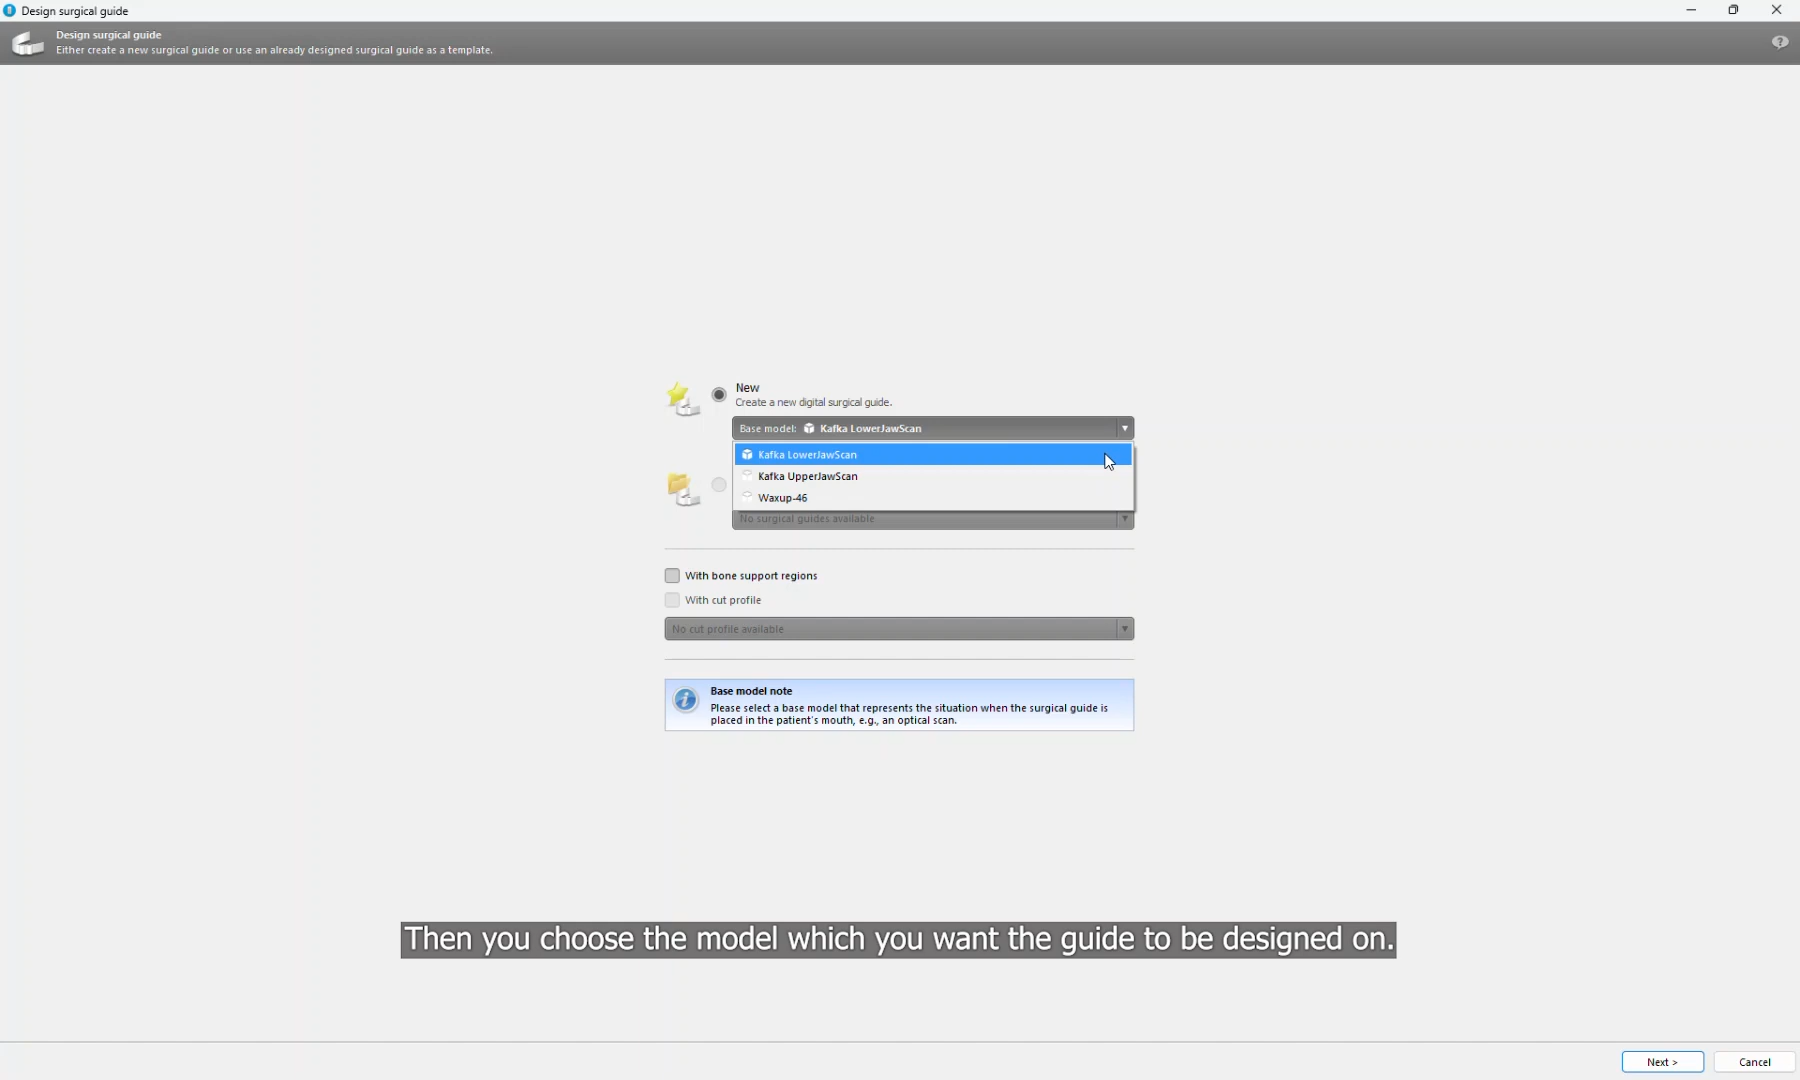 Design surgical guide
Design surgical guide
Either create a new surgical guide or use an already designed surgical guide as a template.
New
Create a new digital surgical guide.
Base model: Kafka LowerJawScan
Kafka LowerJawScan
Kafka UpperJawScan
Waxup-46
No surgical guides available
With bone support regions
With cut profile
No cut profile available
Base model note
Please select a base model that represents the situation when the surgical guide is
placed in the patient's mouth, e.g., an optical scan.
Then you choose the model which you want the guide to be designed on.
Next >
Cancel